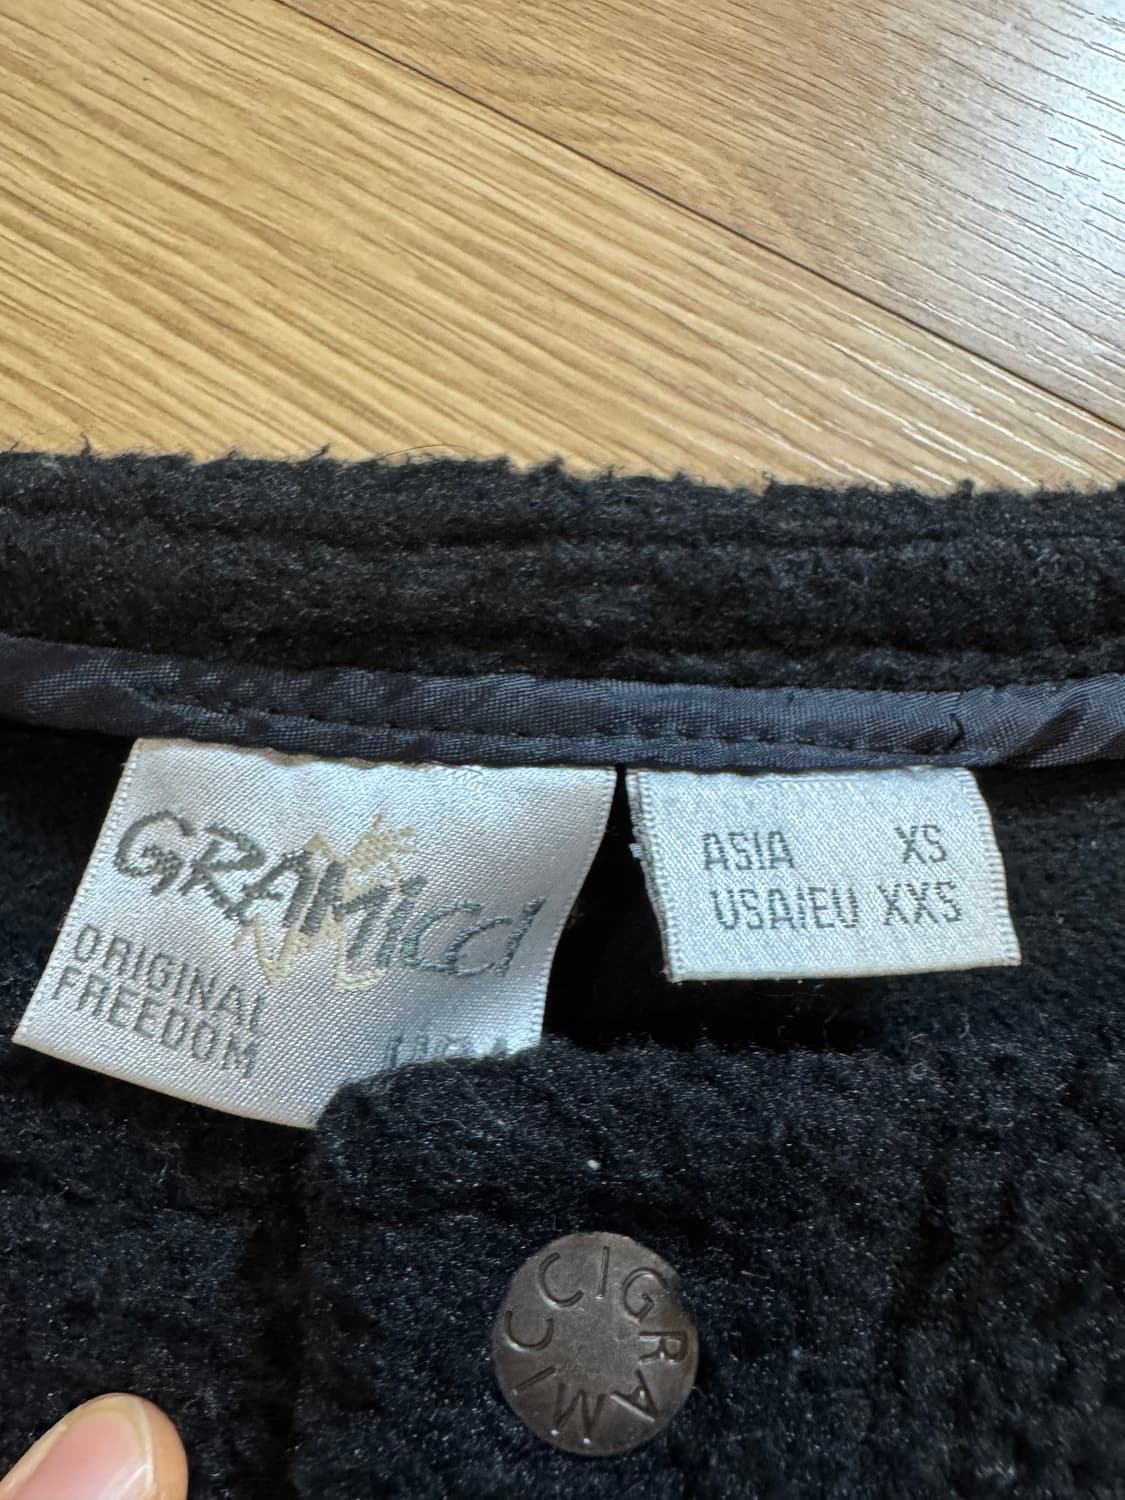 GRAMicci
ORIGINAL
FREEDOM
ASIA XS
USA/EU XXS
GRAMICCI